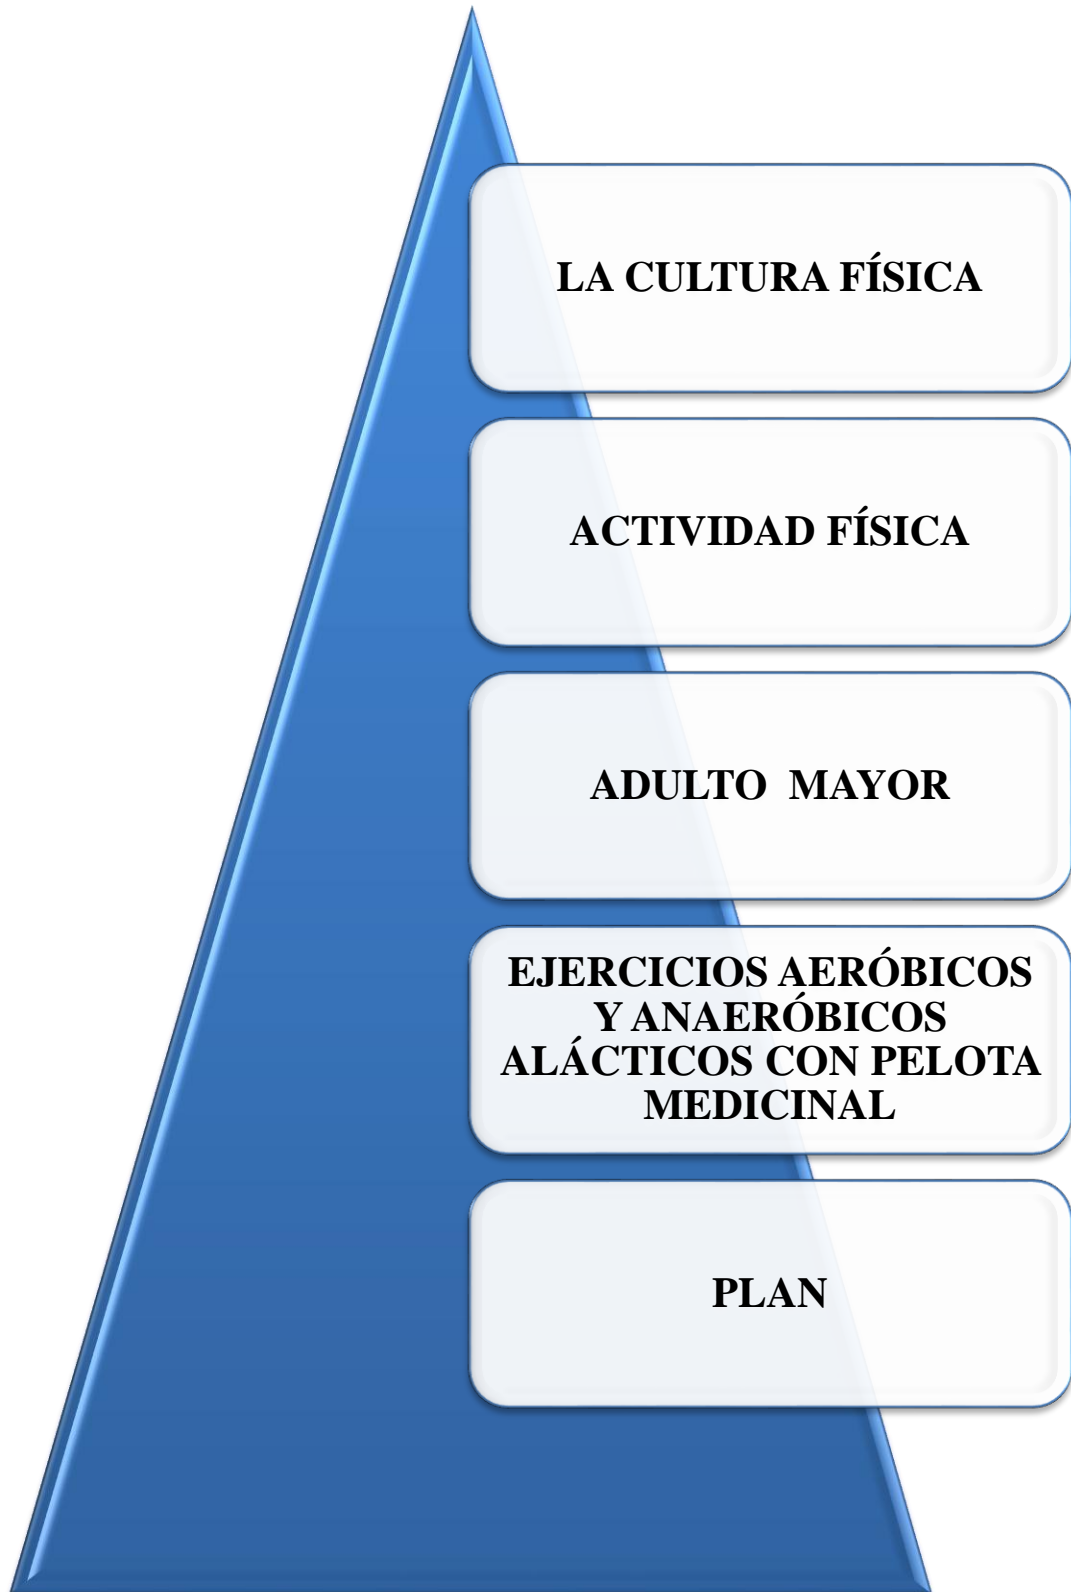 LA CULTURA FÍSICA
ACTIVIDAD FÍSICA
ADULTO  MAYOR
EJERCICIOS AERÓBICOS
Y ANAERÓBICOS
ALÁCTICOS CON PELOTA
MEDICINAL
PLAN